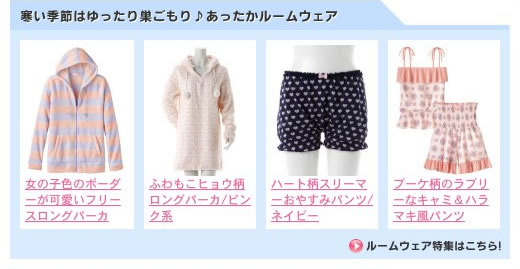 寒い季節はゆったり巣ごもり♪あったかルームウェア
女の子色のボーダ
ーが可愛いフリー
スロングパーカ
ふわもこヒョウ柄
ロングパーカ/ピン
ク系
ハート柄スリーマ
ーおやすみパンツ/
ネイビー
ブーケ柄のラブリ
ーなキャミ&ハラ
マキ風パンツ
ルームウェア特集はこちら!